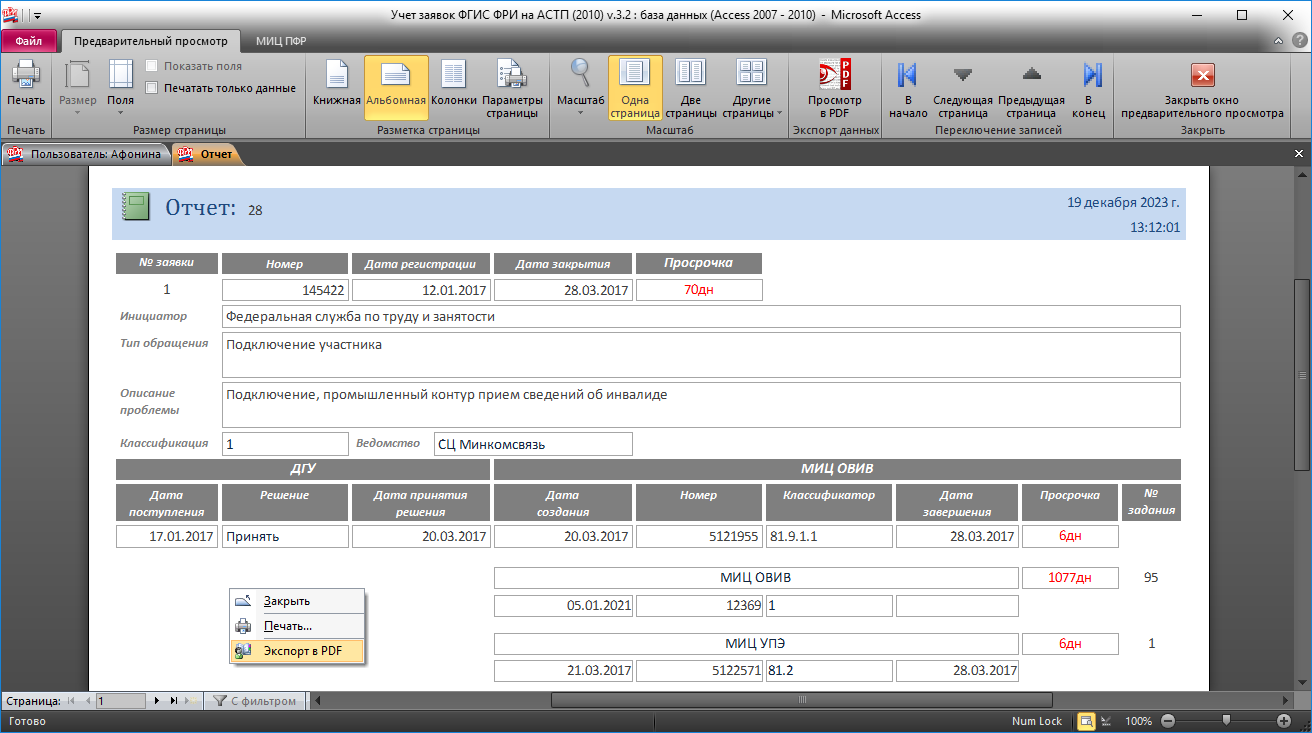 Учет заявок ФГИС ФРИ на АСТП (2010) v.3.2 : база данных (Access 2007 - 2010) - Microsoft Access
Файл Предварительный просмотр МИЦ ПФР
Печать Размер Поля Показать поля Печатать только данные Книжная Альбомная Колонки Параметры страницы Масштаб Одна страница Две страницы Другие страницы Просмотр в PDF В начало Следующая страница Предыдущая страница В конец Закрыть окно предварительного просмотра
Печать Размер страницы Разметка страницы Масштаб Экспорт данных Переключение записей Закрыть
Пользователь: Афонина Отчет
Отчет: 28
19 декабря 2023 г.
13:12:01
№ заявки Номер Дата регистрации Дата закрытия Просрочка
1 145422 12.01.2017 28.03.2017 70дн
Инициатор Федеральная служба по труду и занятости
Тип обращения Подключение участника
Описание проблемы Подключение, промышленный контур прием сведений об инвалиде
Классификация 1 Ведомство СЦ Минкомсвязь
ДГУ МИЦ ОВИВ
Дата поступления Решение Дата принятия решения Дата создания Номер Классификатор Дата завершения Просрочка № задания
17.01.2017 Принять 20.03.2017 20.03.2017 5121955 81.9.1.1 28.03.2017 6дн
МИЦ ОВИВ 1077дн 95
05.01.2021 12369 1
МИЦ УПЭ 6дн 1
21.03.2017 5122571 81.2 28.03.2017
Закрыть
Печать...
Экспорт в PDF
Страница: 1 С фильтром
Готово Num Lock 100%